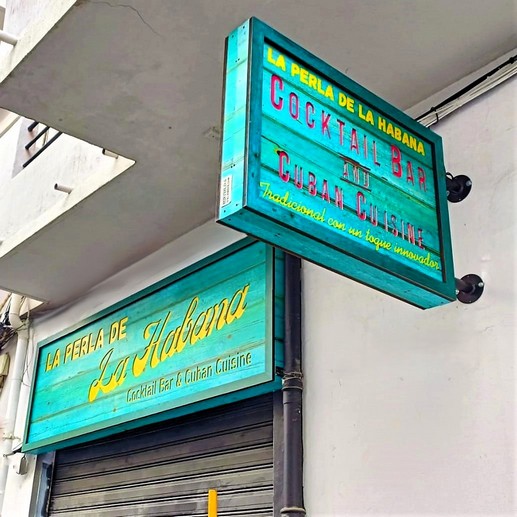 LA PERLA DE LA HABANA
COCKTAIL BAR
AND
CUBAN CUISINE
Tradicional con un toque innovador
LA PERLA DE
La Habana
Cocktail Bar & Cuban Cuisine